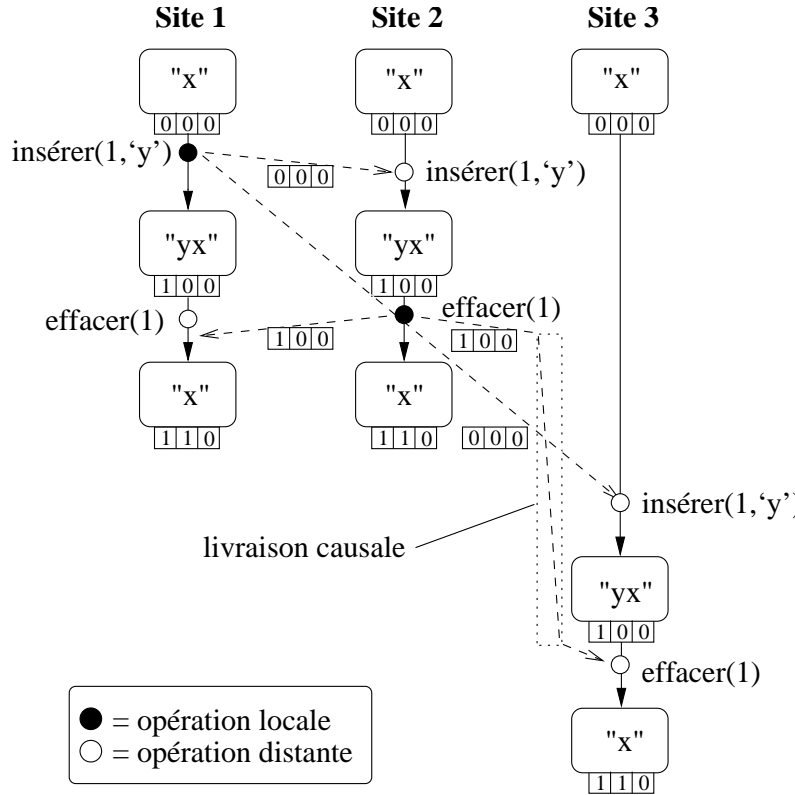 Site 1 Site 2 Site 3
"x" "x" "x"
0 0 0 0 0 0 0 0 0
insérer(1,‘y’)
0 0 0
insérer(1,‘y’)
"yx" "yx"
1 0 0 1 0 0
effacer(1)
effacer(1)
1 0 0 1 0 0
"x" "x"
1 1 0 1 1 0 0 0 0
insérer(1,‘y’)
livraison causale
"yx"
1 0 0
effacer(1)
= opération locale
= opération distante
"x"
1 1 0